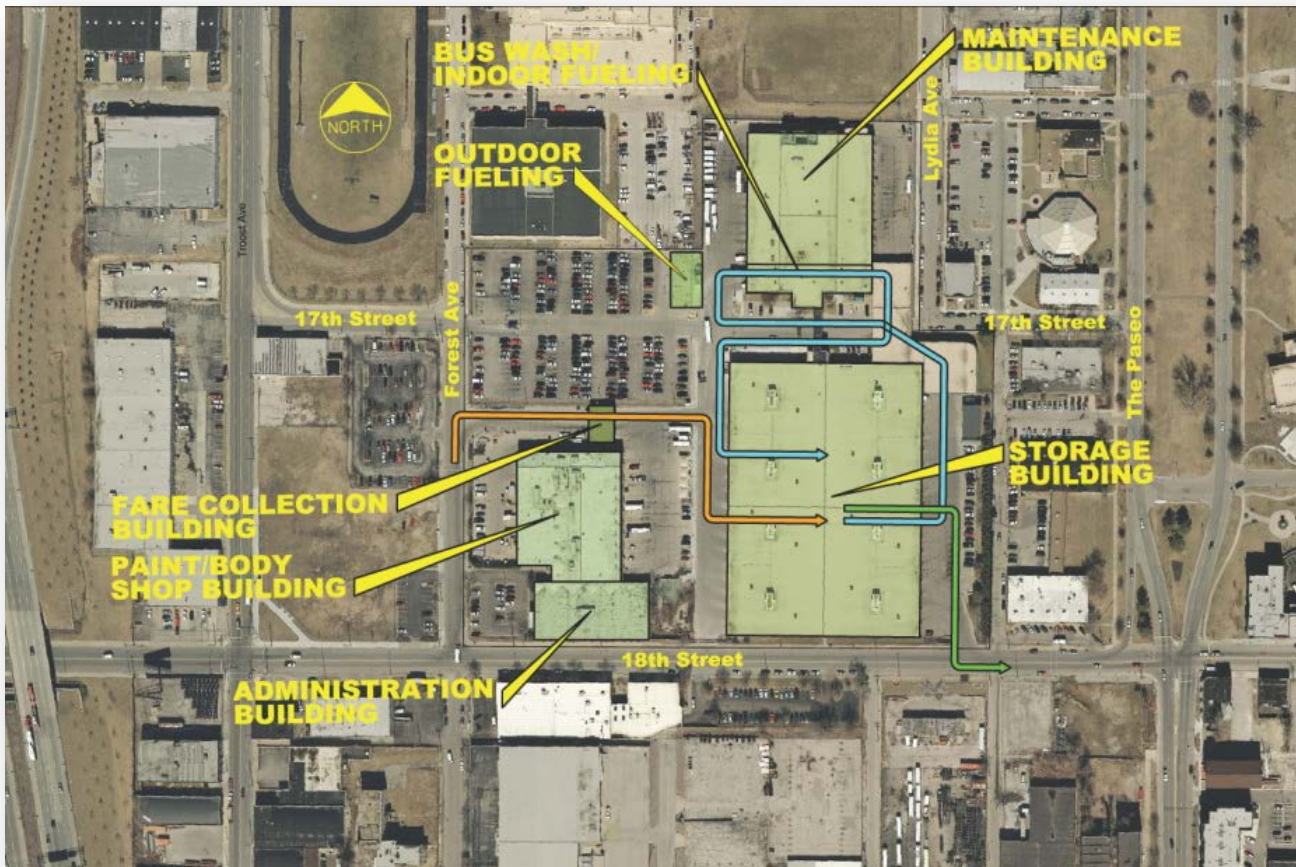 BUS WASH/
INDOOR FUELING
MAINTENANCE
BUILDING
NORTH
OUTDOOR
FUELING
Lydia Ave
Troost Ave
17th Street
17th Street
Forest Ave
The Paseo
STORAGE
BUILDING
FARE COLLECTION
BUILDING
PAINT/BODY
SHOP BUILDING
18th Street
ADMINISTRATION
BUILDING